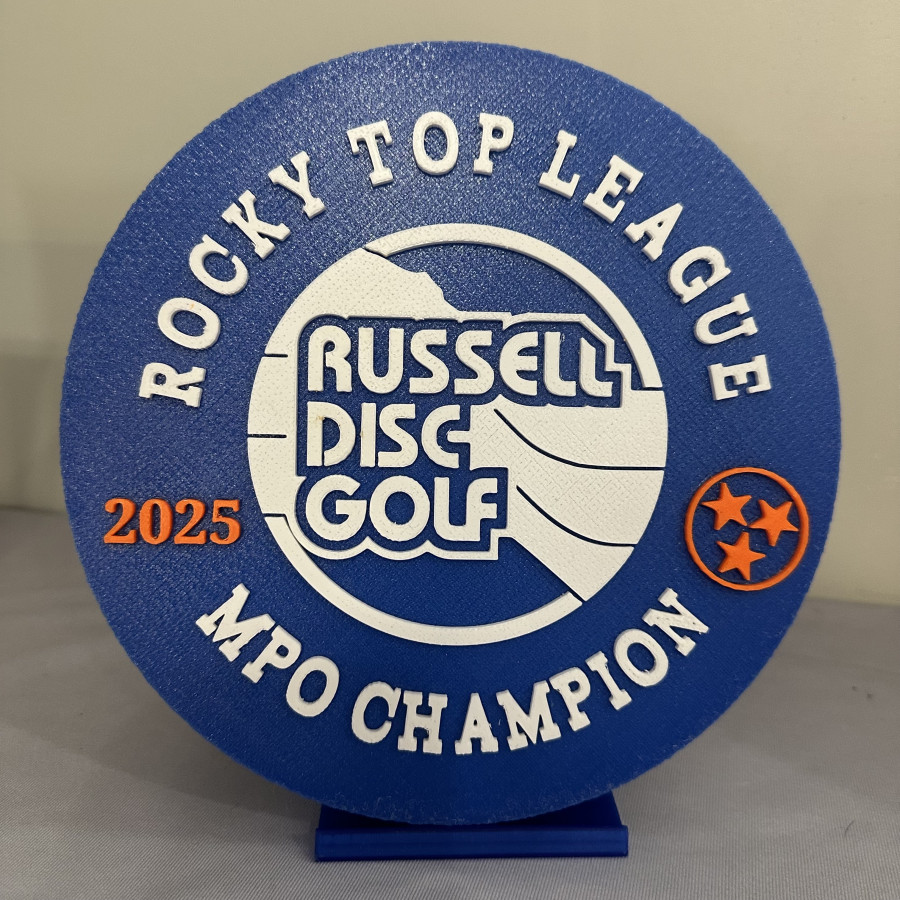 ROCKY TOP LEAGUE
RUSSELL
DISC
GOLF
2025
MPO CHAMPION